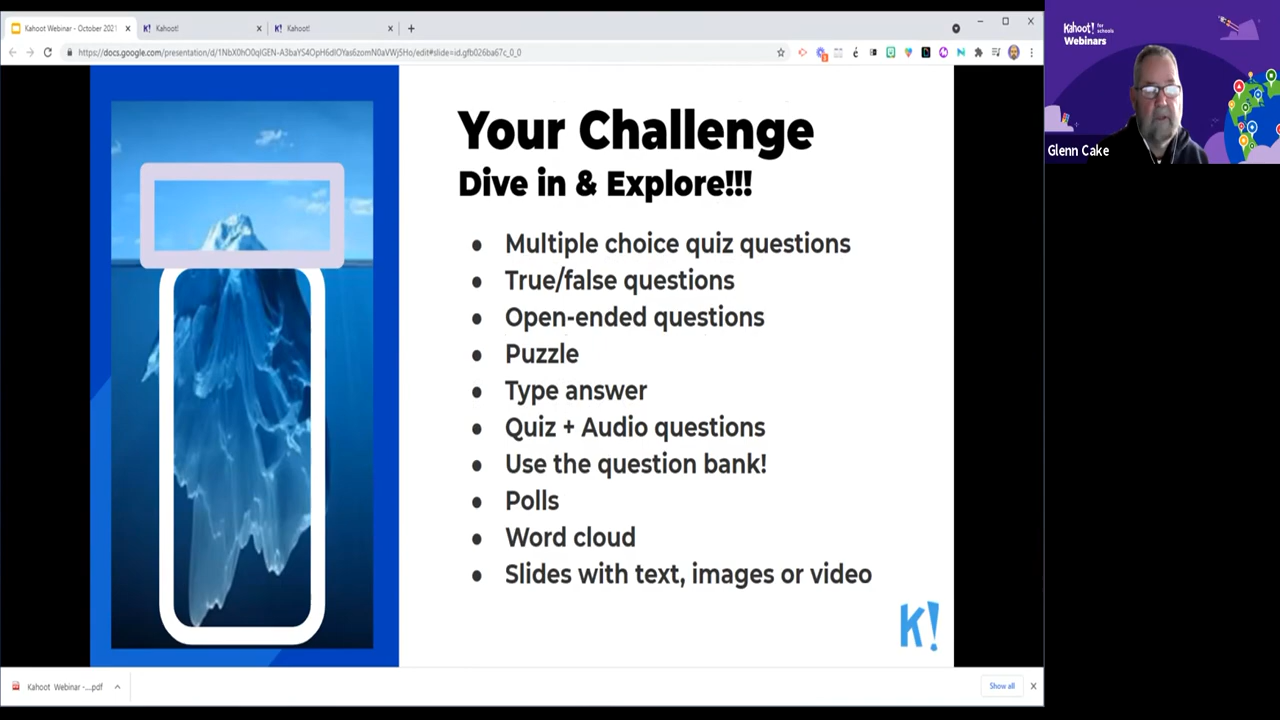 Kahoot Webinar - October 2021
Kahoot!
Kahoot!
https://docs.google.com/presentation/d/1NbX0hO0qIGEN-A3baYS4OpH6dIOYas6zomN0aVWj5Ho/edit#slide=id.gfb026ba67c_0_0
Kahoot! for schools
Webinars
Glenn Cake
Your Challenge
Dive in & Explore!!!
• Multiple choice quiz questions
• True/false questions
• Open-ended questions
• Puzzle
• Type answer
• Quiz + Audio questions
• Use the question bank!
• Polls
• Word cloud
• Slides with text, images or video
K!
Kahoot Webinar -....pdf
Show all